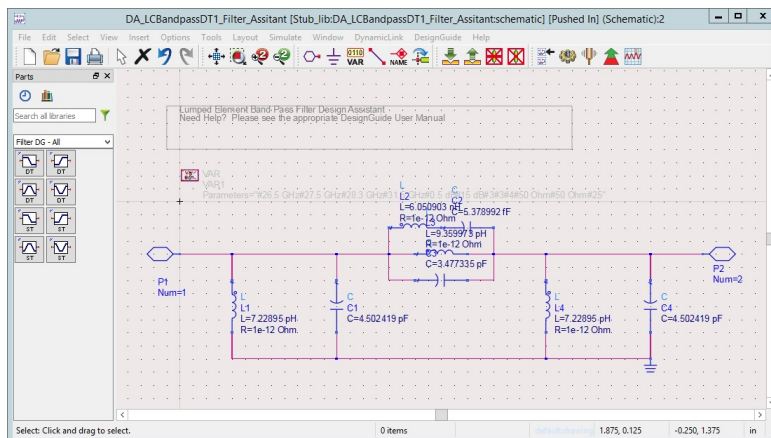 DA_LCBandpassDT1_Filter_Assitant [Stub_lib:DA_LCBandpassDT1_Filter_Assitant:schematic] [Pushed In] (Schematic):2
File Edit Select View Insert Options Tools Layout Simulate Window DynamicLink DesignGuide Help
VAR
NAME
Parts
Search all libraries
Filter DG - All
DT DT
DT DT
ST ST
ST ST
Lumped Element Band-Pass Filter Design Assistant
Need Help? Please see the appropriate DesignGuide User Manual
VAR
VAR1
L
L2
C
C2
R=1e-12 Ohm
C=5.378992 fF
L=9.359973 pH
R=1e-12 Ohm
C3
C=3.477335 pF
P1
Num=1
L
L1
L=7.22895 pH
R=1e-12 Ohm
C
C1
C=4.502419 pF
L
L4
L=7.22895 pH
R=1e-12 Ohm
C
C4
C=4.502419 pF
P2
Num=2
Select: Click and drag to select.
0 items
1.875, 0.125
-0.250, 1.375
in